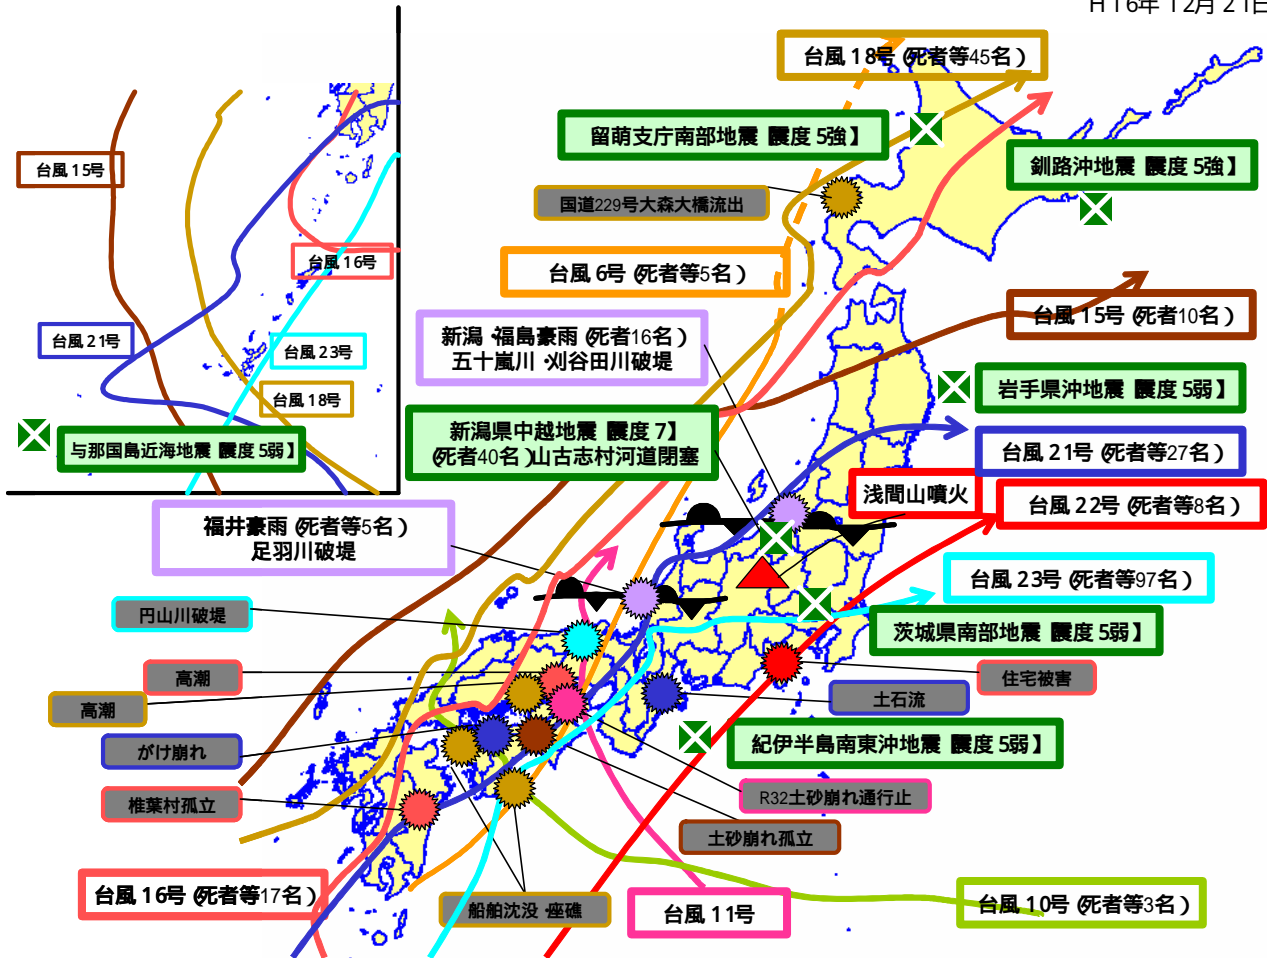 H16年12月21日
台風18号(死者等45名)
留萌支庁南部地震【震度5強】
釧路沖地震【震度5強】
台風15号
国道229号大森大橋流出
台風16号
台風6号(死者等5名)
台風15号(死者10名)
台風21号
新潟・福島豪雨(死者16名)
五十嵐川・刈谷田川破堤
台風23号
岩手県沖地震【震度5弱】
台風18号
与那国島近海地震【震度5弱】
新潟県中越地震【震度7】
(死者40名)山古志村河道閉塞
台風21号(死者等27名)
浅間山噴火
台風22号(死者等8名)
福井豪雨(死者等5名)
足羽川破堤
台風23号(死者等97名)
円山川破堤
茨城県南部地震【震度5弱】
高潮
住宅被害
高潮
土石流
がけ崩れ
紀伊半島南東沖地震【震度5弱】
椎葉村孤立
R32土砂崩れ通行止
土砂崩れ孤立
台風16号(死者等17名)
船舶沈没・座礁
台風11号
台風10号(死者等3名)